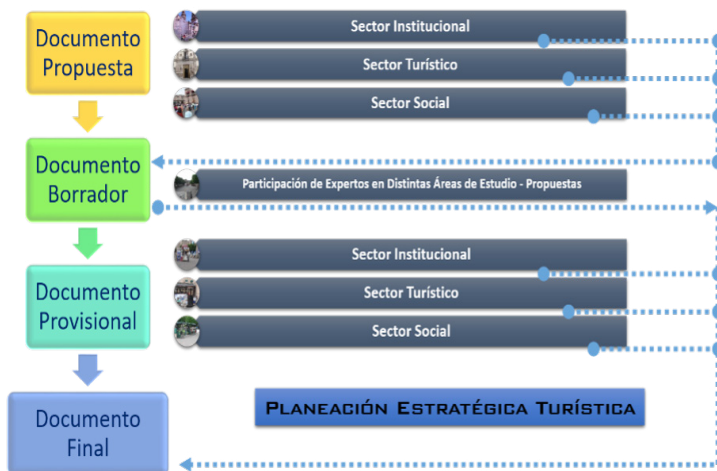 Documento
Propuesta
Sector Institucional
Sector Turístico
Sector Social
Documento
Borrador
Participación de Expertos en Distintas Áreas de Estudio - Propuestas
Documento
Provisional
Sector Institucional
Sector Turístico
Sector Social
Documento
Final
PLANEACIÓN ESTRATÉGICA TURÍSTICA